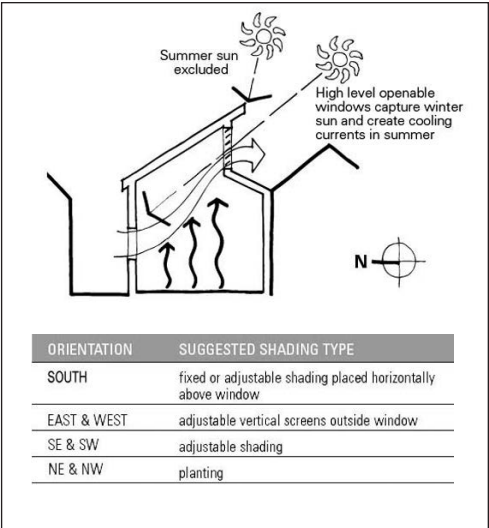 Summer sun
excluded
High level openable
windows capture winter
sun and create cooling
currents in summer
N
ORIENTATION SUGGESTED SHADING TYPE
SOUTH fixed or adjustable shading placed horizontally
above window
EAST & WEST adjustable vertical screens outside window
SE & SW adjustable shading
NE & NW planting